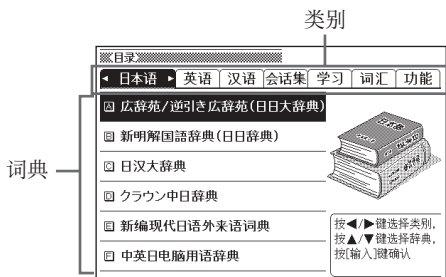 类别
目录
◀ 日本语 ▶ 英语 汉语 会话集 学习 词汇 功能
A 広辞苑/逆引き広辞苑(日日大辞典)
B 新明解国語辞典(日日辞典)
词典
C 日汉大辞典
D クラウン中日辞典
E 新编现代日语外来语词典
F 中英日电脑用语辞典
按◀/▶键选择类别,
按▲/▼键选择辞典,
按[输入]键确认